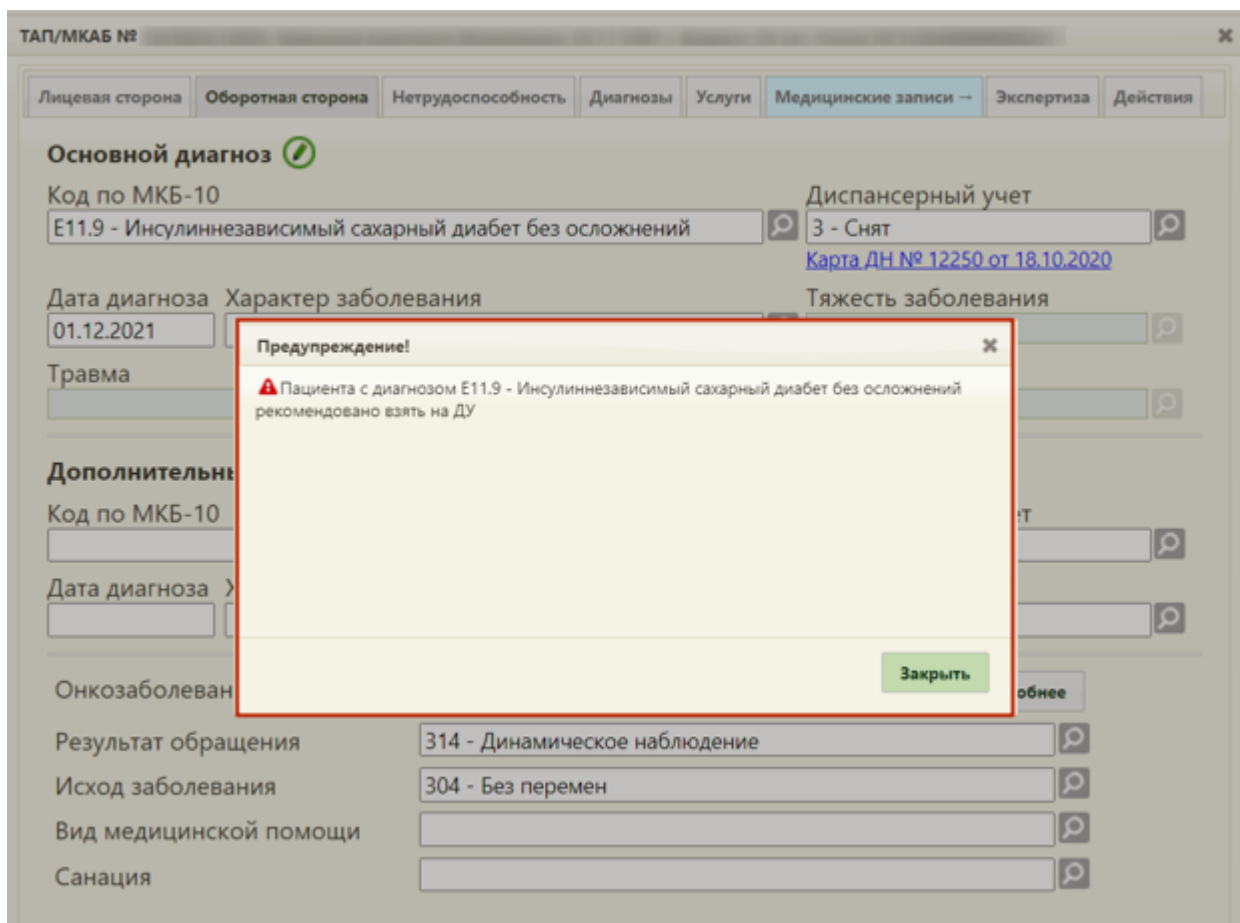 ТАП/МКАБ №
Лицевая сторона Оборотная сторона Нетрудоспособность Диагнозы Услуги Медицинские записи → Экспертиза Действия
Основной диагноз
Код по МКБ-10 Диспансерный учет
E11.9 - Инсулиннезависимый сахарный диабет без осложнений 3 - Снят
Карта ДН № 12250 от 18.10.2020
Дата диагноза Характер заболевания Тяжесть заболевания
01.12.2021
Предупреждение!
Травма
Пациента с диагнозом E11.9 - Инсулиннезависимый сахарный диабет без осложнений
рекомендовано взять на ДУ
Дополнительны
Код по МКБ-10 ет
Дата диагноза Х
Закрыть
Онкозаболеван обнее
Результат обращения 314 - Динамическое наблюдение
Исход заболевания 304 - Без перемен
Вид медицинской помощи
Санация